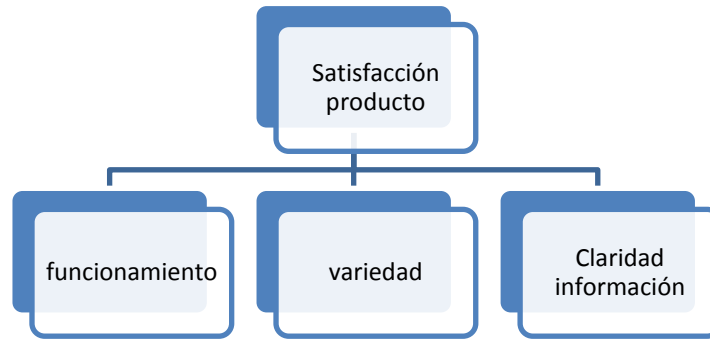 Satisfacción
producto
funcionamiento
variedad
Claridad
información